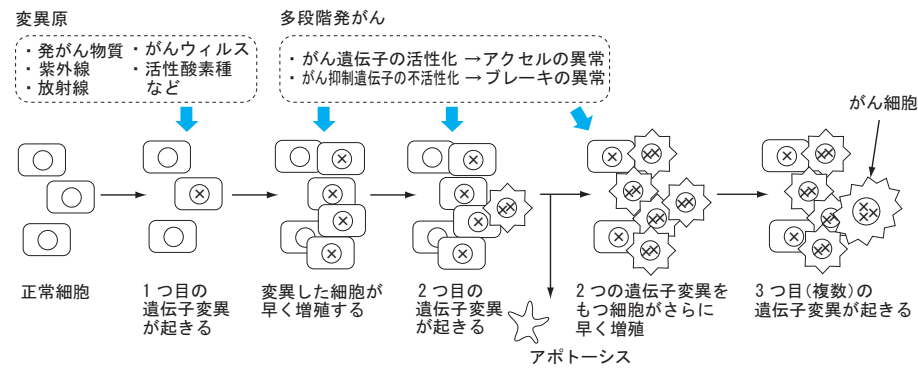 変異原
・発がん物質
・紫外線
・放射線
・がんウィルス
・活性酸素種
など
多段階発がん
・がん遺伝子の活性化 → アクセルの異常
・がん抑制遺伝子の不活性化 → ブレーキの異常
がん細胞
正常細胞
1つ目の
遺伝子変異
が起きる
変異した細胞が
早く増殖する
2つ目の
遺伝子変異
が起きる
アポトーシス
2つの遺伝子変異を
もつ細胞がさらに
早く増殖
3つ目(複数)の
遺伝子変異が起きる